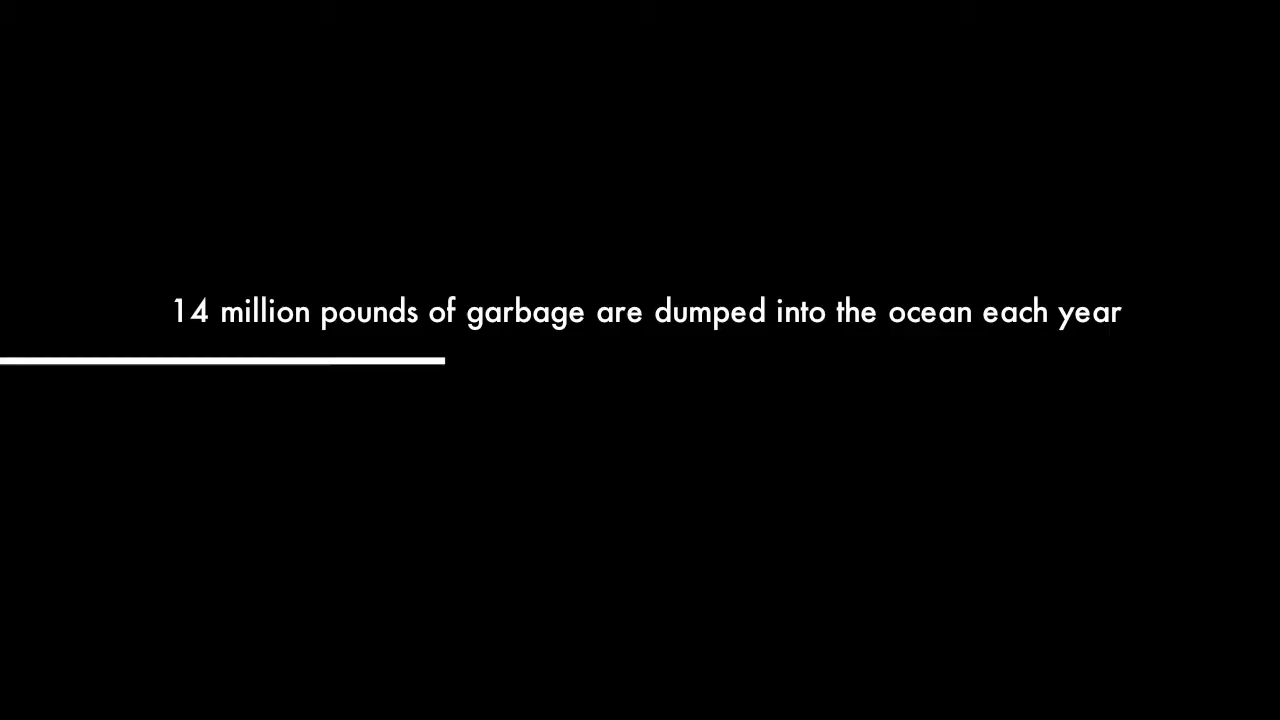 14 million pounds of garbage are dumped into the ocean each year